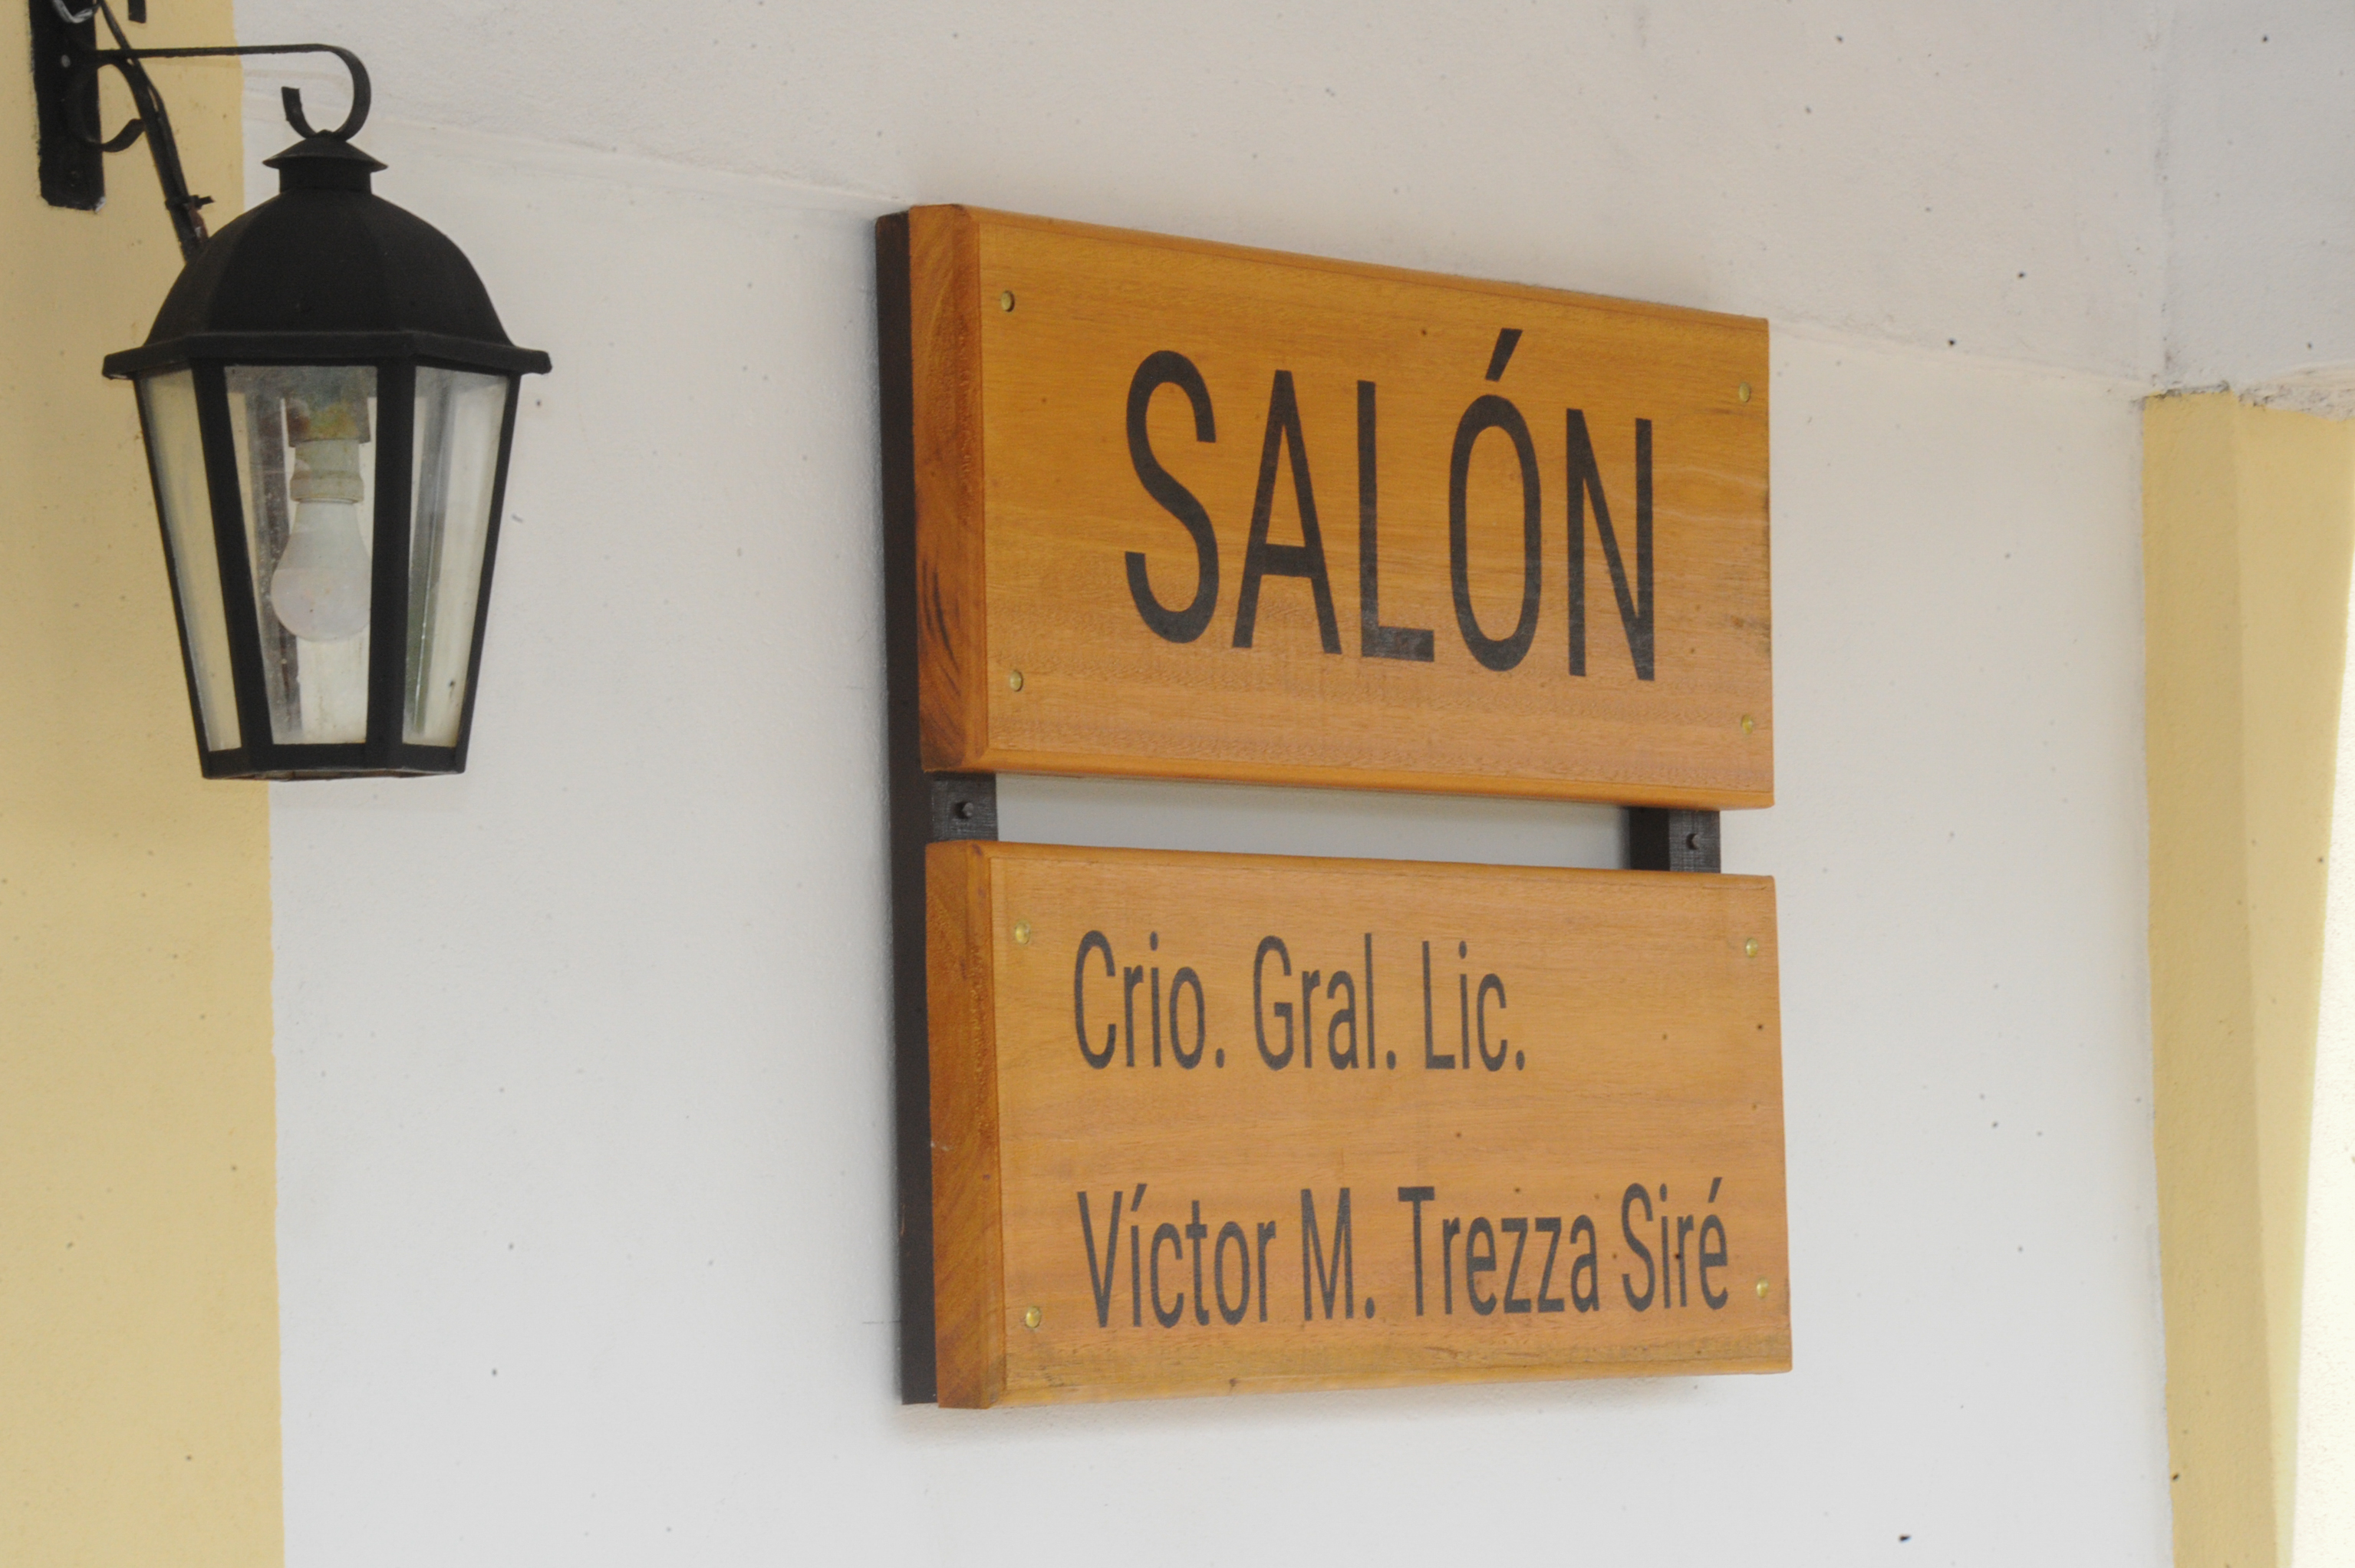 SALÓN
Crio. Gral. Lic.
Víctor M. Trezza Siré